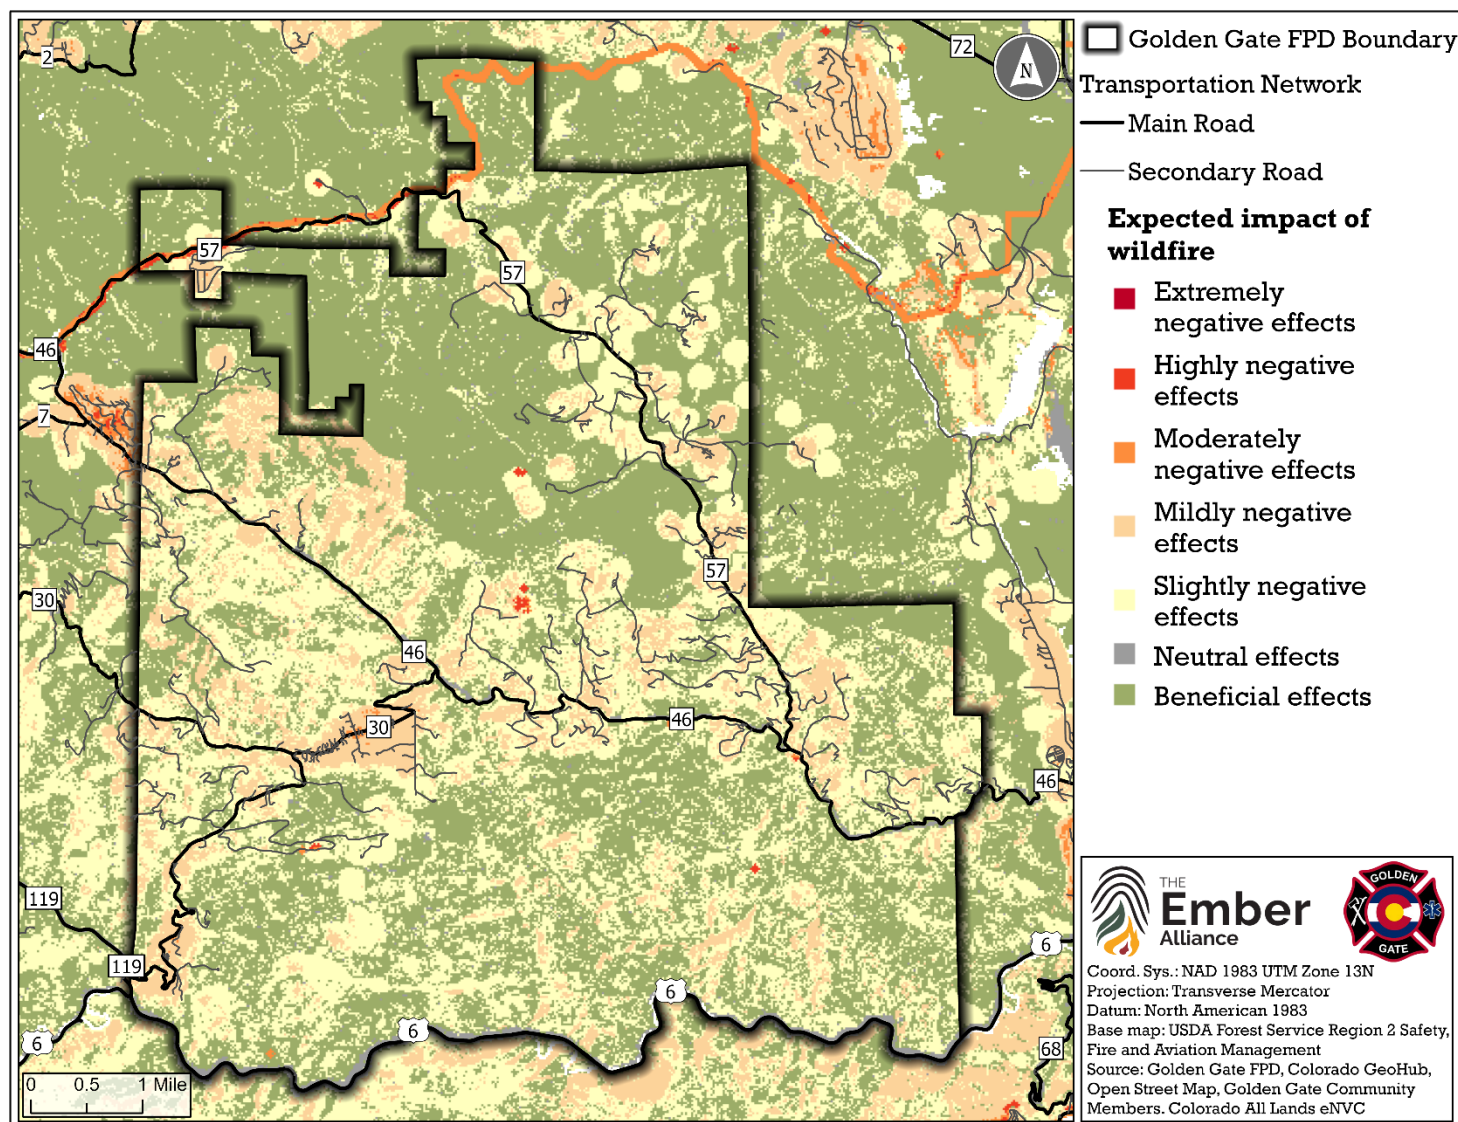 2
72
N
57
57
46
7
57
30
46
30
46
46
119
119
6
6
6
6
68
0 0.5 1 Mile
Golden Gate FPD Boundary
Transportation Network
Main Road
Secondary Road
Expected impact of
wildfire
Extremely
negative effects
Highly negative
effects
Moderately
negative effects
Mildly negative
effects
Slightly negative
effects
Neutral effects
Beneficial effects
THE
Ember
Alliance
GOLDEN
GATE
Coord. Sys.: NAD 1983 UTM Zone 13N
Projection: Transverse Mercator
Datum: North American 1983
Base map: USDA Forest Service Region 2 Safety,
Fire and Aviation Management
Source: Golden Gate FPD, Colorado GeoHub,
Open Street Map, Golden Gate Community
Members. Colorado All Lands eNVC